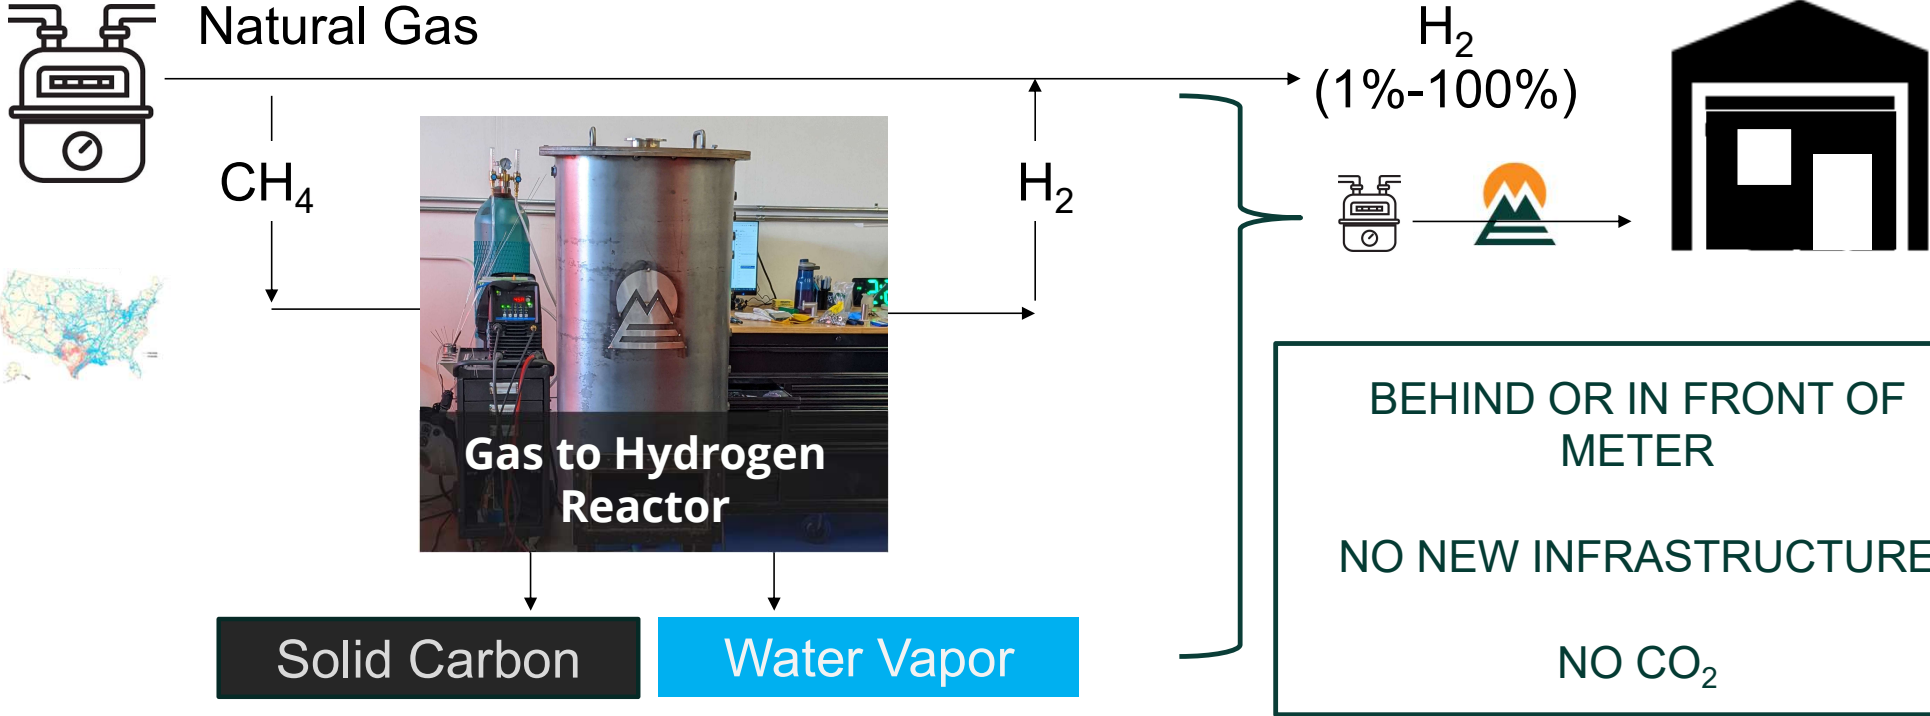 Natural Gas
H₂
(1%-100%)
CH₄
H₂
Gas to Hydrogen
Reactor
Solid Carbon
Water Vapor
BEHIND OR IN FRONT OF
METER
NO NEW INFRASTRUCTURE
NO CO₂